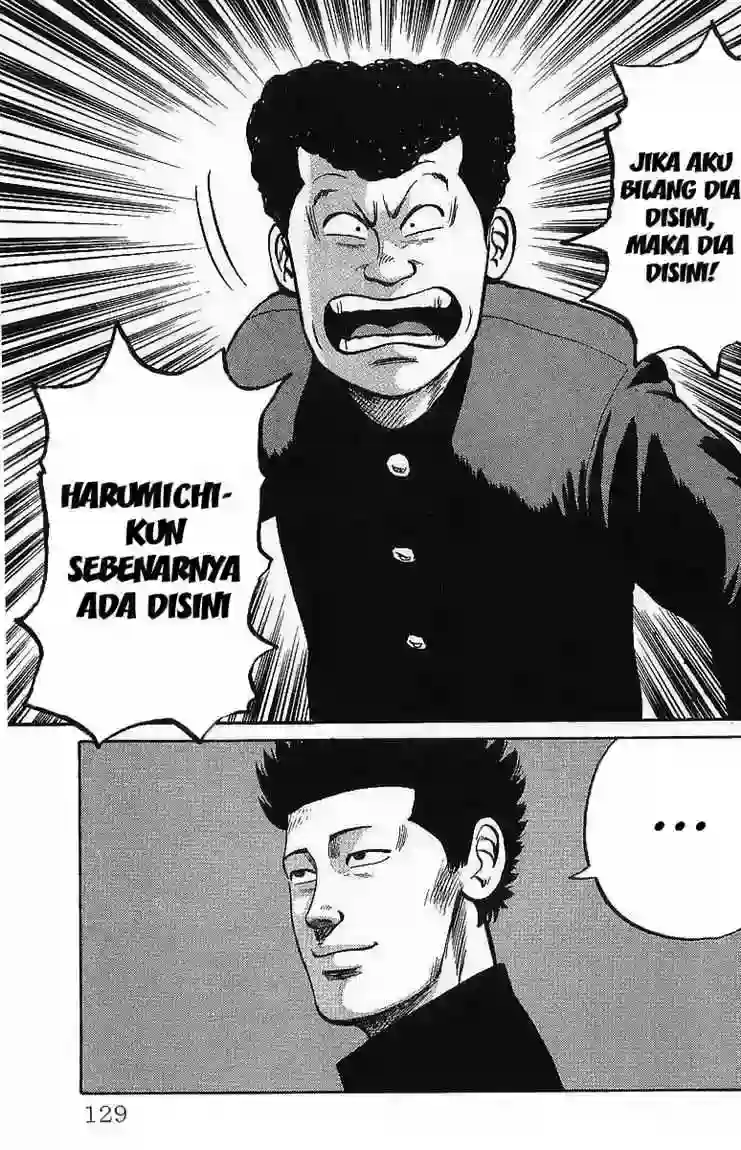 JIKA AKU
BILANG DIA
DISINI,
MAKA DIA
DISINI!
HARUMICHI-
KUN
SEBENARNYA
ADA DISINI
...
129